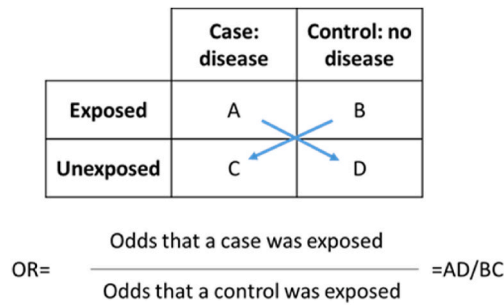 Case:
disease
Control: no
disease
Exposed
A
B
Unexposed
C
D
Odds that a case was exposed
OR=
=AD/BC
Odds that a control was exposed